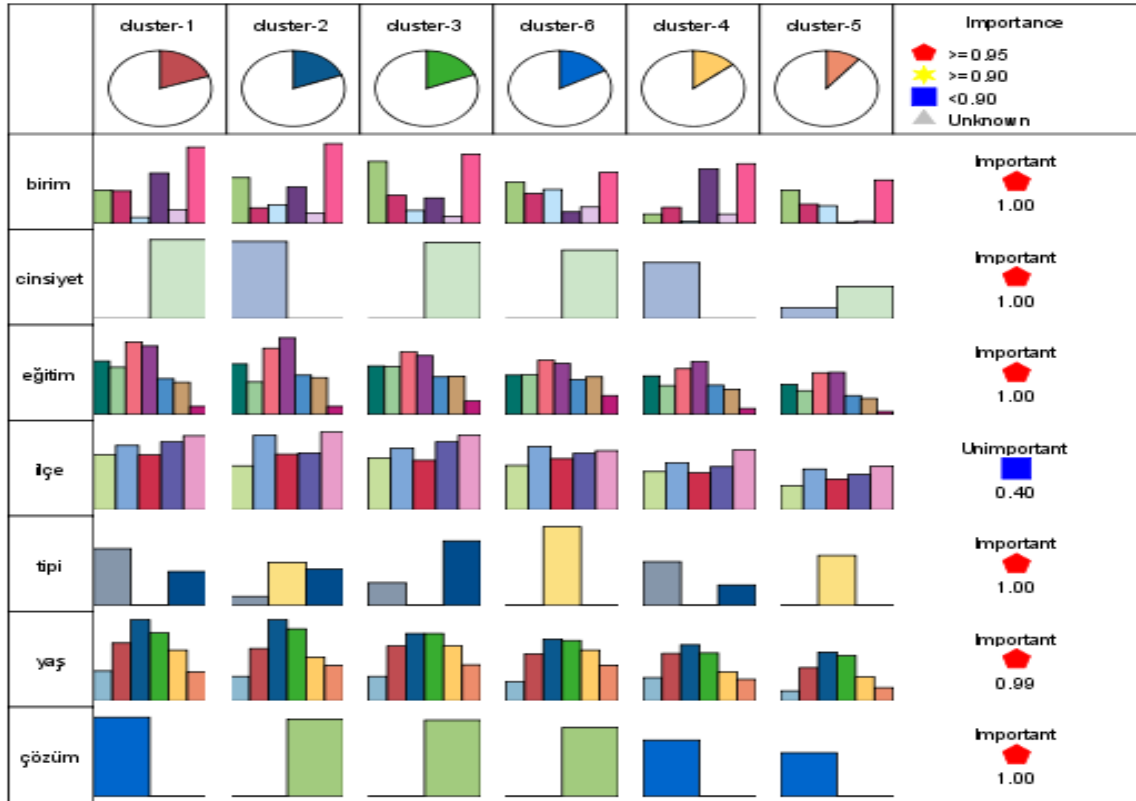 cluster-1
cluster-2
cluster-3
cluster-6
cluster-4
cluster-5
Importance
>=0.95
>=0.90
<0.90
Unknown
birim
Important
1.00
cinsiyet
Important
1.00
eğitim
Important
1.00
ilçe
Unimportant
0.40
tipi
Important
1.00
yaş
Important
0.99
çözüm
Important
1.00